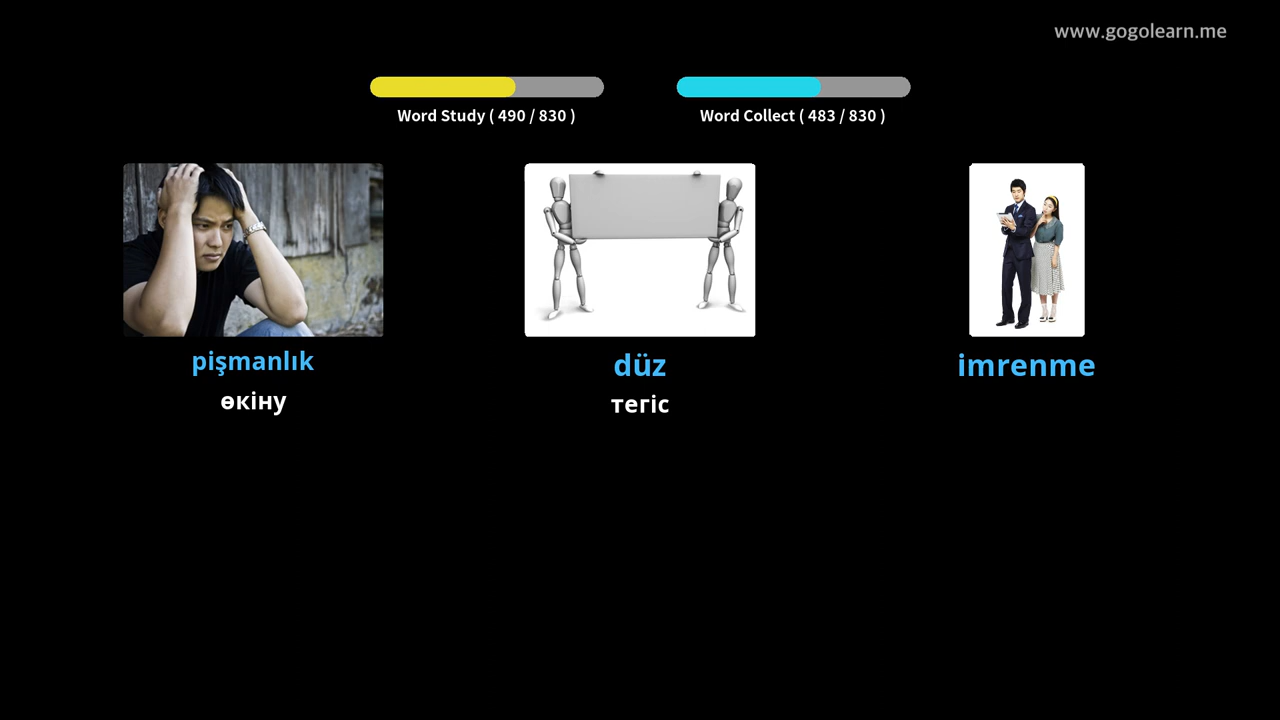 www.gogolearn.me
Word Study ( 490 / 830 )
Word Collect ( 483 / 830 )
pişmanlık
өкіну
düz
тегіс
imrenme